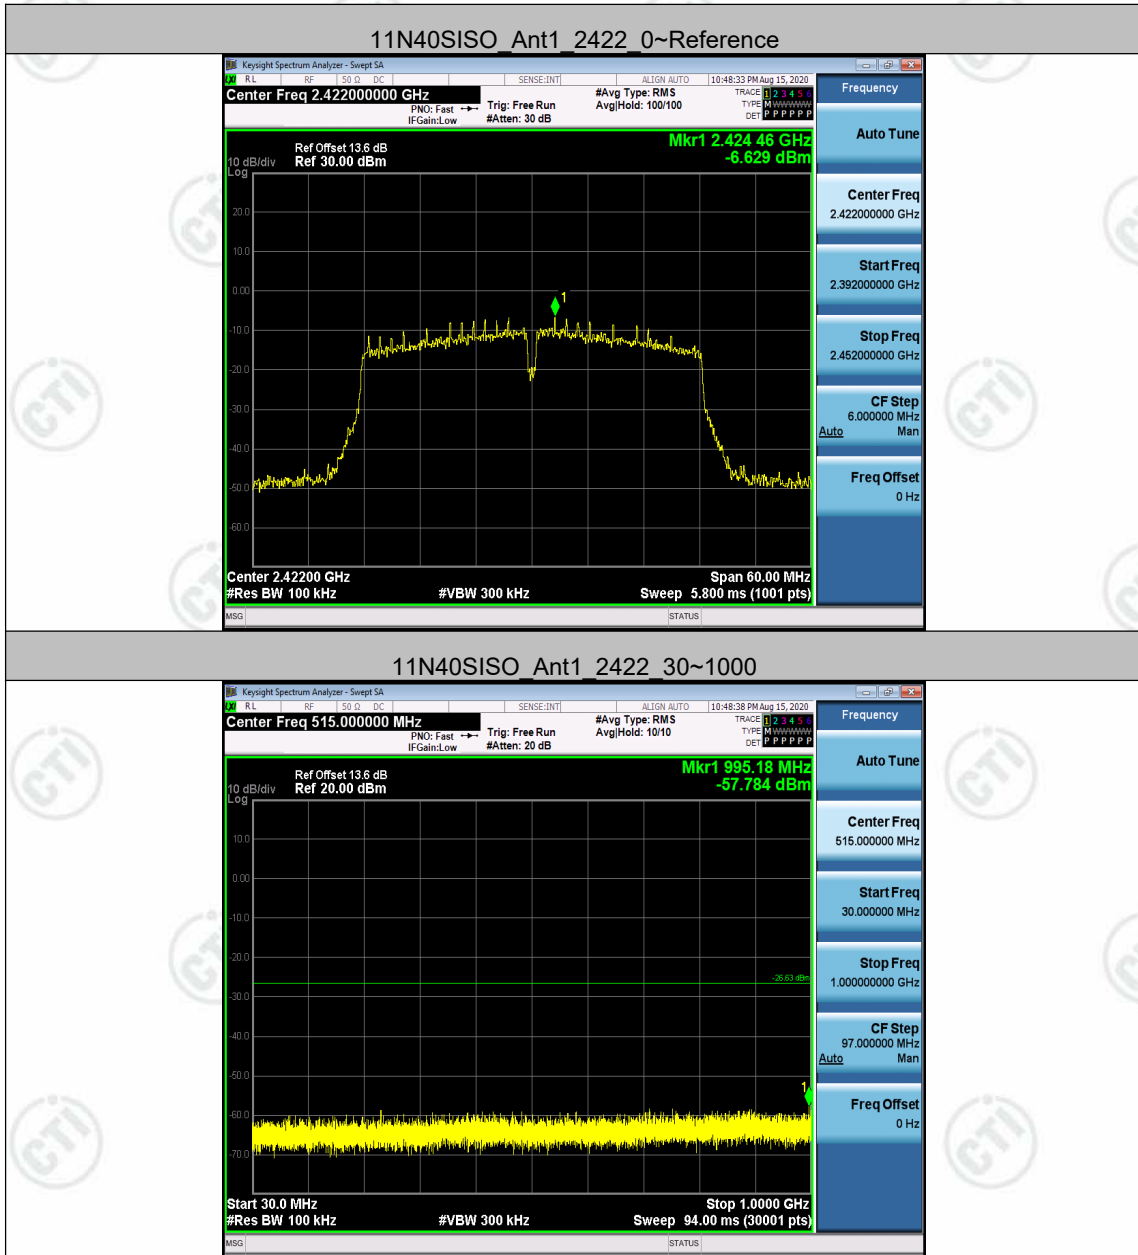 11N40SISO_Ant1_2422_0~Reference
Keysight Spectrum Analyzer - Swept SA
LXI RL RF 50 Ω DC SENSE:INT ALIGN AUTO 10:48:33 PM Aug 15, 2020
Center Freq 2.422000000 GHz #Avg Type: RMS TRACE 1 2 3 4 5 6
PNO: Fast Trig: Free Run Avg|Hold: 100/100 TYPE M WWWWW
IFGain:Low #Atten: 30 dB DET P P P P P P
Frequency
Mkr1 2.424 46 GHz
Ref Offset 13.6 dB
10 dB/div Ref 30.00 dBm -6.629 dBm
Log
20.0
10.0
0.00
-10.0
-20.0
-30.0
-40.0
-50.0
-60.0
1
Center 2.42200 GHz Span 60.00 MHz
#Res BW 100 kHz #VBW 300 kHz Sweep 5.800 ms (1001 pts)
MSG STATUS
Auto Tune
Center Freq
2.422000000 GHz
Start Freq
2.392000000 GHz
Stop Freq
2.452000000 GHz
CF Step
6.000000 MHz
Auto Man
Freq Offset
0 Hz
11N40SISO_Ant1_2422_30~1000
Keysight Spectrum Analyzer - Swept SA
LXI RL RF 50 Ω DC SENSE:INT ALIGN AUTO 10:48:38 PM Aug 15, 2020
Center Freq 515.000000 MHz #Avg Type: RMS TRACE 1 2 3 4 5 6
PNO: Fast Trig: Free Run Avg|Hold: 10/10 TYPE M WWWWW
IFGain:Low #Atten: 20 dB DET P P P P P P
Frequency
Mkr1 995.18 MHz
Ref Offset 13.6 dB
10 dB/div Ref 20.00 dBm -57.784 dBm
Log
10.0
0.00
-10.0
-26.63 dBm
-30.0
-40.0
-50.0
-60.0
-70.0
1
Start 30.0 MHz Stop 1.0000 GHz
#Res BW 100 kHz #VBW 300 kHz Sweep 94.00 ms (30001 pts)
MSG STATUS
Auto Tune
Center Freq
515.000000 MHz
Start Freq
30.000000 MHz
Stop Freq
1.000000000 GHz
CF Step
97.000000 MHz
Auto Man
Freq Offset
0 Hz
CTI